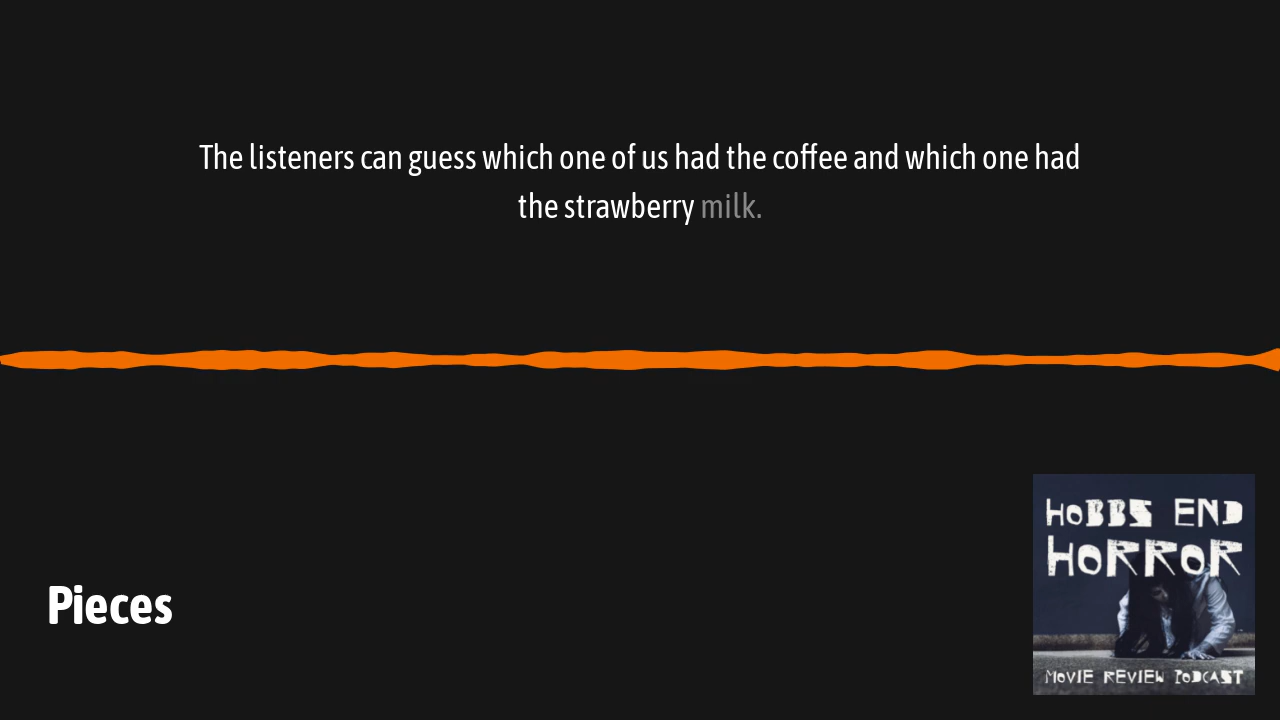 The listeners can guess which one of us had the coffee and which one had
the strawberry milk.
Pieces
HOBBS END
HORROR
MOVIE REVIEW PODCAST